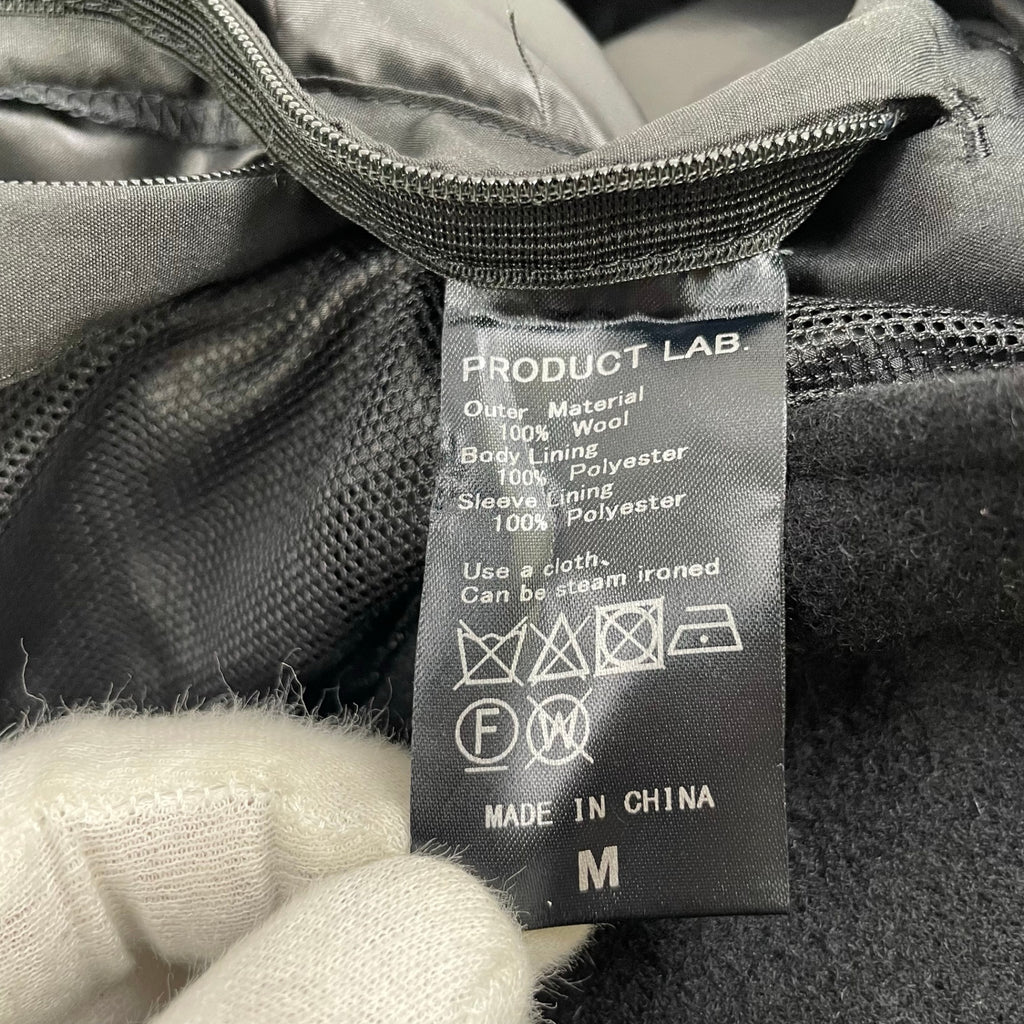 PRODUCT LAB.
Outer Material
100% Wool
Body Lining
100% Polyester
Sleeve Lining
100% Polyester
Use a cloth、
Can be steam ironed
F W
MADE IN CHINA
M